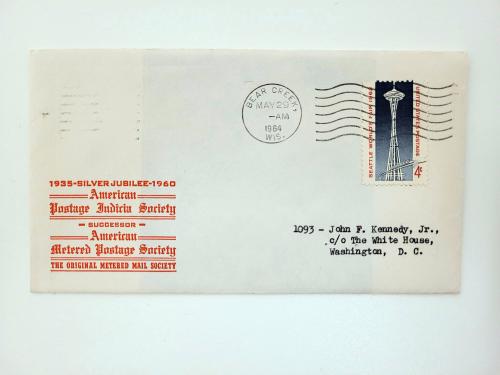 BEAR CREEK,
MAY 29
-AM
1964
WIS.
SEATTLE WORLD'S FAIR 1962
UNITED STATES POSTAGE
4¢
1935-SILVER JUBILEE-1960
American
Postage Indicia Society
- SUCCESSOR -
American
Metered Postage Society
THE ORIGINAL METERED MAIL SOCIETY
1093 - John F. Kennedy, Jr.,
c/o The White House,
Washington, D. C.